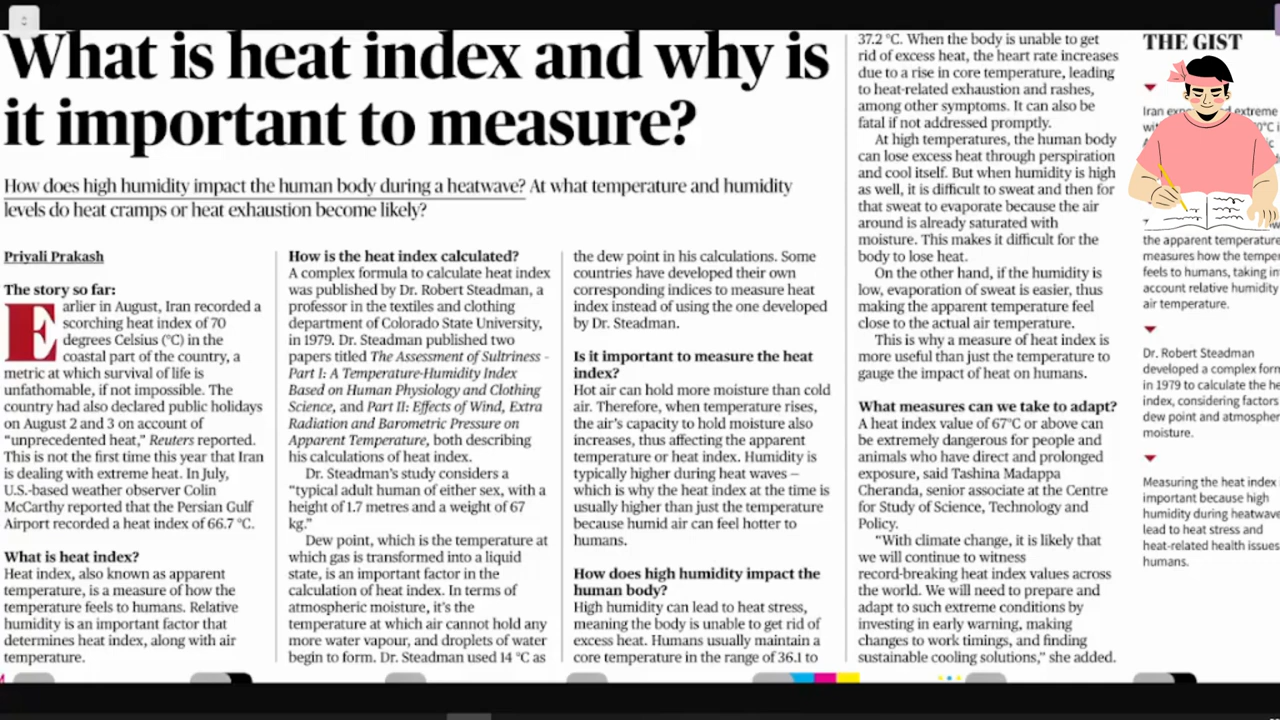 What is heat index and why is
it important to measure?
How does high humidity impact the human body during a heatwave? At what temperature and humidity
levels do heat cramps or heat exhaustion become likely?
Priyali Prakash
The story so far:
Earlier in August, Iran recorded a
scorching heat index of 70
degrees Celsius (°C) in the
coastal part of the country, a
metric at which survival of life is
unfathomable, if not impossible. The
country had also declared public holidays
on August 2 and 3 on account of
“unprecedented heat,” Reuters reported.
This is not the first time this year that Iran
is dealing with extreme heat. In July,
U.S.-based weather observer Colin
McCarthy reported that the Persian Gulf
Airport recorded a heat index of 66.7 °C.
What is heat index?
Heat index, also known as apparent
temperature, is a measure of how the
temperature feels to humans. Relative
humidity is an important factor that
determines heat index, along with air
temperature.
How is the heat index calculated?
A complex formula to calculate heat index
was published by Dr. Robert Steadman, a
professor in the textiles and clothing
department of Colorado State University,
in 1979. Dr. Steadman published two
papers titled The Assessment of Sultriness -
Part I: A Temperature-Humidity Index
Based on Human Physiology and Clothing
Science, and Part II: Effects of Wind, Extra
Radiation and Barometric Pressure on
Apparent Temperature, both describing
his calculations of heat index.
Dr. Steadman’s study considers a
“typical adult human of either sex, with a
height of 1.7 metres and a weight of 67
kg.”
Dew point, which is the temperature at
which gas is transformed into a liquid
state, is an important factor in the
calculation of heat index. In terms of
atmospheric moisture, it’s the
temperature at which air cannot hold any
more water vapour, and droplets of water
begin to form. Dr. Steadman used 14 °C as
the dew point in his calculations. Some
countries have developed their own
corresponding indices to measure heat
index instead of using the one developed
by Dr. Steadman.
Is it important to measure the heat
index?
Hot air can hold more moisture than cold
air. Therefore, when temperature rises,
the air’s capacity to hold moisture also
increases, thus affecting the apparent
temperature or heat index. Humidity is
typically higher during heat waves –
which is why the heat index at the time is
usually higher than just the temperature
because humid air can feel hotter to
humans.
How does high humidity impact the
human body?
High humidity can lead to heat stress,
meaning the body is unable to get rid of
excess heat. Humans usually maintain a
core temperature in the range of 36.1 to
37.2 °C. When the body is unable to get
rid of excess heat, the heart rate increases
due to a rise in core temperature, leading
to heat-related exhaustion and rashes,
among other symptoms. It can also be
fatal if not addressed promptly.
At high temperatures, the human body
can lose excess heat through perspiration
and cool itself. But when humidity is high
as well, it is difficult to sweat and then for
that sweat to evaporate because the air
around is already saturated with
moisture. This makes it difficult for the
body to lose heat.
On the other hand, if the humidity is
low, evaporation of sweat is easier, thus
making the apparent temperature feel
close to the actual air temperature.
This is why a measure of heat index is
more useful than just the temperature to
gauge the impact of heat on humans.
What measures can we take to adapt?
A heat index value of 67°C or above can
be extremely dangerous for people and
animals who have direct and prolonged
exposure, said Tashina Madappa
Cheranda, senior associate at the Centre
for Study of Science, Technology and
Policy.
“With climate change, it is likely that
we will continue to witness
record-breaking heat index values across
the world. We will need to prepare and
adapt to such extreme conditions by
investing in early warning, making
changes to work timings, and finding
sustainable cooling solutions,” she added.
THE GIST
Iran extreme
the apparent temperature
measures how the temper
feels to humans, taking in
account relative humidity
air temperature.
Dr. Robert Steadman
developed a complex form
in 1979 to calculate the he
index, considering factors
dew point and atmospher
moisture.
Measuring the heat index i
important because high
humidity during heatwave
lead to heat stress and
heat-related health issues
humans.